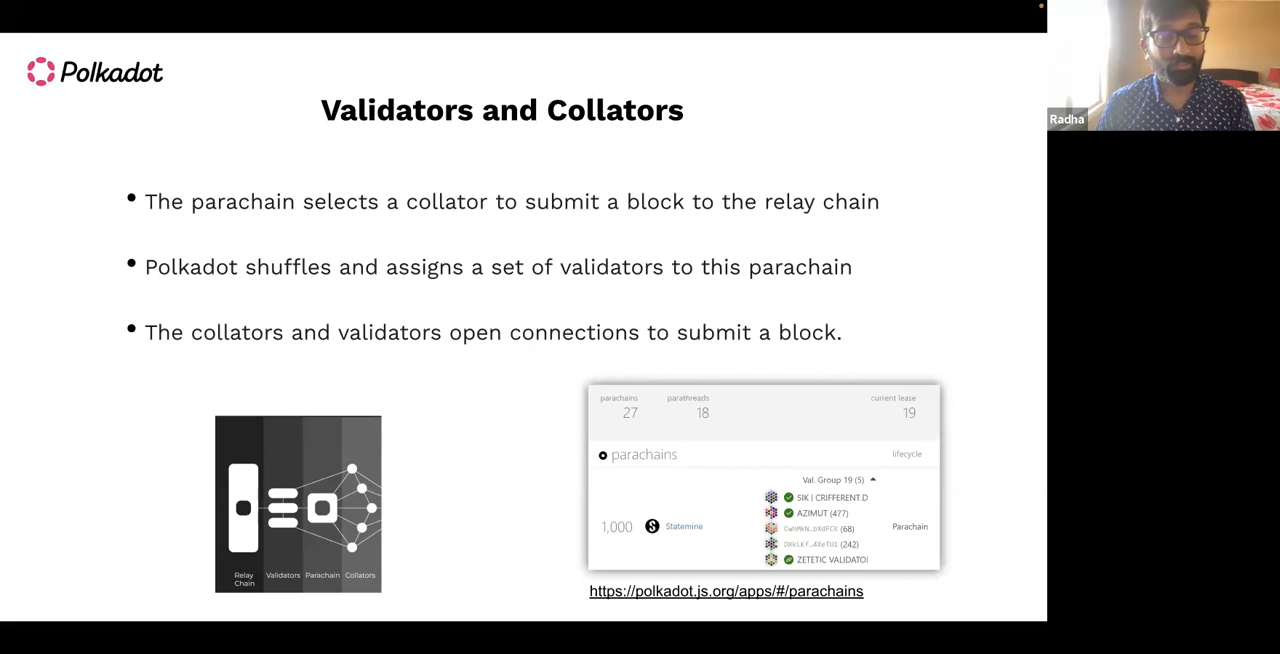 Polkadot
Validators and Collators
• The parachain selects a collator to submit a block to the relay chain
• Polkadot shuffles and assigns a set of validators to this parachain
• The collators and validators open connections to submit a block.
Relay Chain
Validators
Parachain
Collators
parachains
27
parathreads
18
current lease
19
parachains
lifecycle
Val. Group 19 (5)
1,000
Statemine
SIK | CRIFFERENT.D
AZIMUT (477)
CwhMkN…bXdFCK (68)
(242)
ZETETIC VALIDATO
Parachain
https://polkadot.js.org/apps/#/parachains
Radha